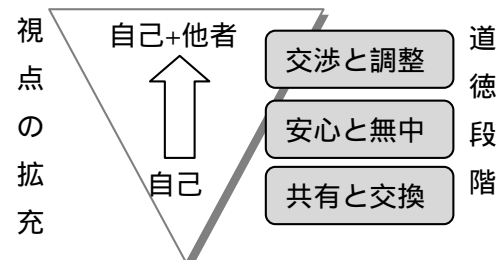 視点の拡充
自己+他者
自己
交渉と調整
安心と無中
共有と交換
道徳段階